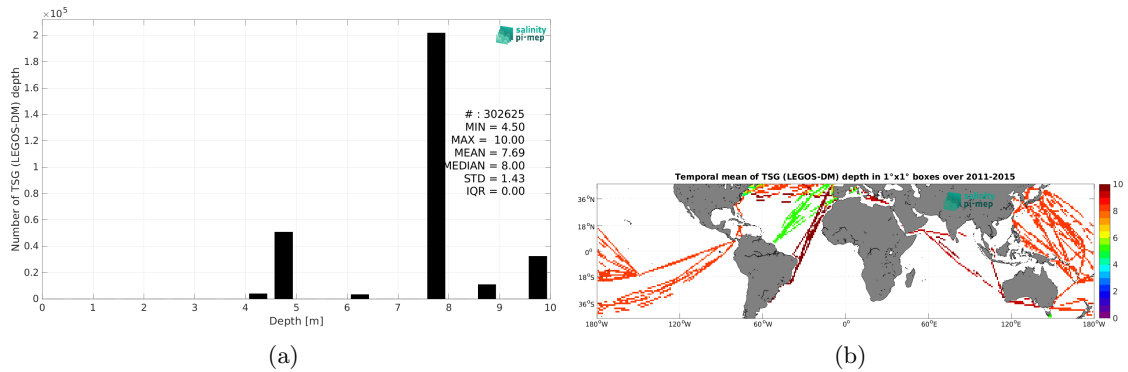 ×10⁵
2
1.8
1.6
1.4
1.2
1
0.8
0.6
0.4
0.2
0
Number of TSG (LEGOS-DM) depth
salinity
pi-mep
# : 302625
MIN = 4.50
MAX = 10.00
MEAN = 7.69
MEDIAN = 8.00
STD = 1.43
IQR = 0.00
0 1 2 3 4 5 6 7 8 9 10
Depth [m]
(a)
Temporal mean of TSG (LEGOS-DM) depth in 1°x1° boxes over 2011-2015
salinity
pi-mep
36°N
18°N
0°
18°S
36°S
180°W 120°W 60°W 0° 60°E 120°E 180°W
10
8
6
4
2
0
(b)